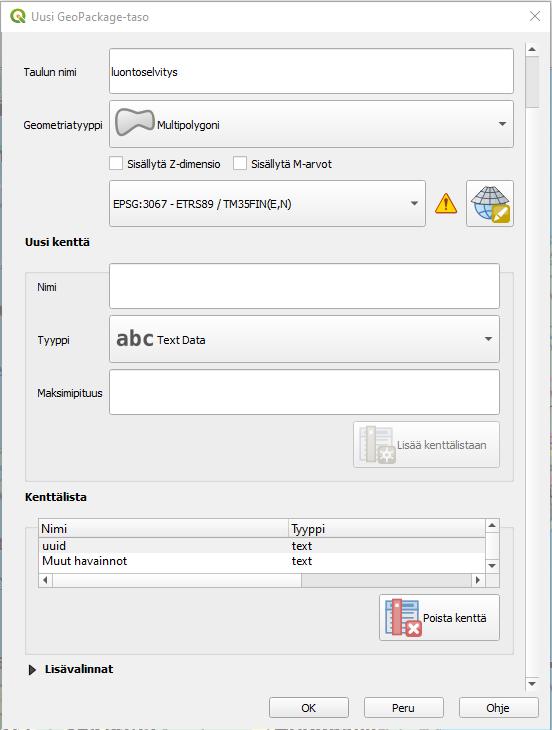 Uusi GeoPackage-taso
Taulun nimi luontoselvitys
Geometriatyyppi Multipolygoni
Sisällytä Z-dimensio Sisällytä M-arvot
EPSG:3067 - ETRS89 / TM35FIN(E,N)
Uusi kenttä
Nimi
Tyyppi abc Text Data
Maksimipituus
Lisää kenttälistaan
Kenttälista
Nimi Tyyppi
uuid text
Muut havainnot text
Poista kenttä
Lisävalinnat
OK Peru Ohje